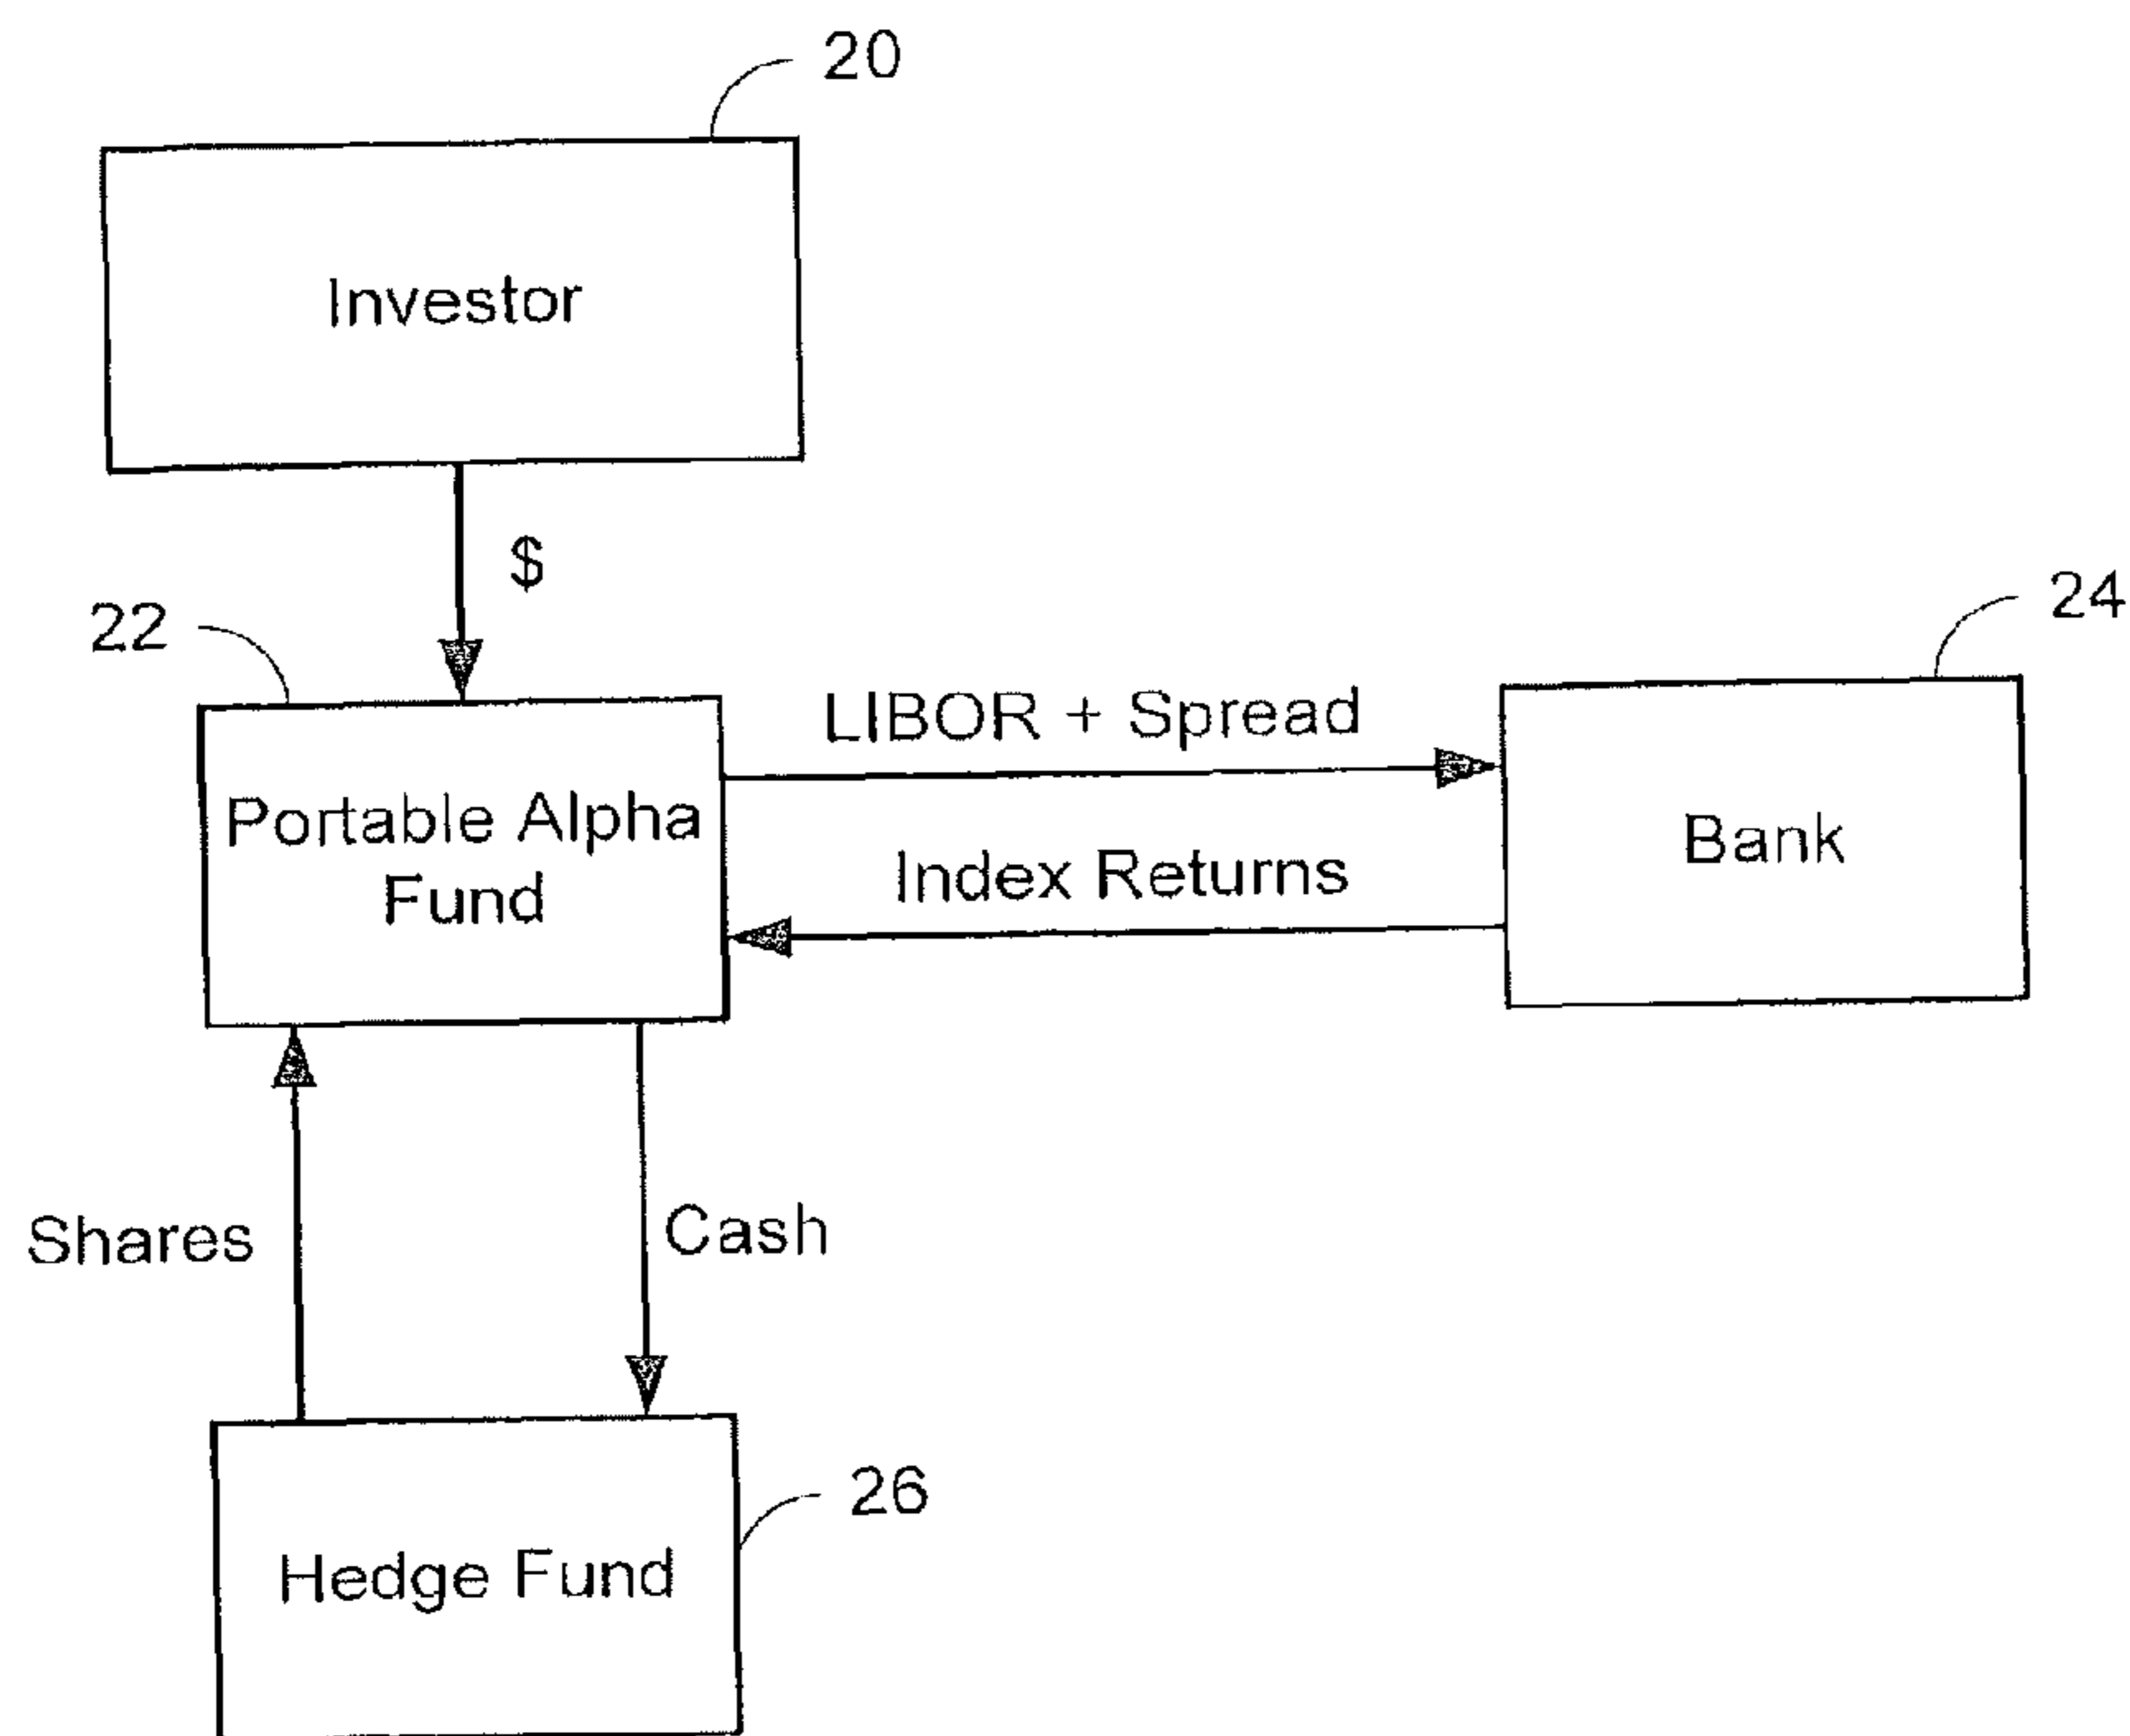 20
Investor
$
22
24
LIBOR + Spread
Portable Alpha
Fund
Bank
Index Returns
Shares
Cash
26
Hedge Fund